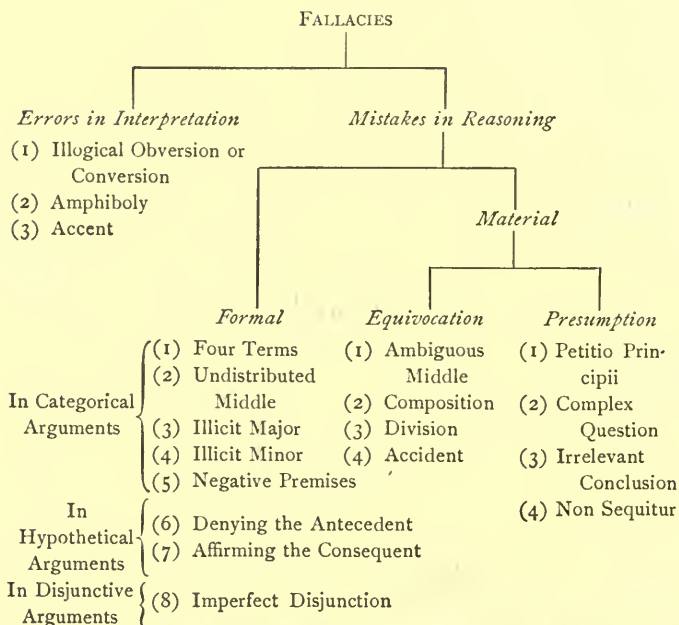 FALLACIES
Errors in Interpretation
(1) Illogical Obversion or
Conversion
(2) Amphiboly
(3) Accent
Mistakes in Reasoning
Material
Formal
In Categorical
Arguments
(1) Four Terms
(2) Undistributed
Middle
(3) Illicit Major
(4) Illicit Minor
(5) Negative Premises
In
Hypothetical
Arguments
(6) Denying the Antecedent
(7) Affirming the Consequent
In Disjunctive
Arguments
(8) Imperfect Disjunction
Equivocation
(1) Ambiguous
Middle
(2) Composition
(3) Division
(4) Accident
Presumption
(1) Petitio Prin-
cipii
(2) Complex
Question
(3) Irrelevant
Conclusion
(4) Non Sequitur